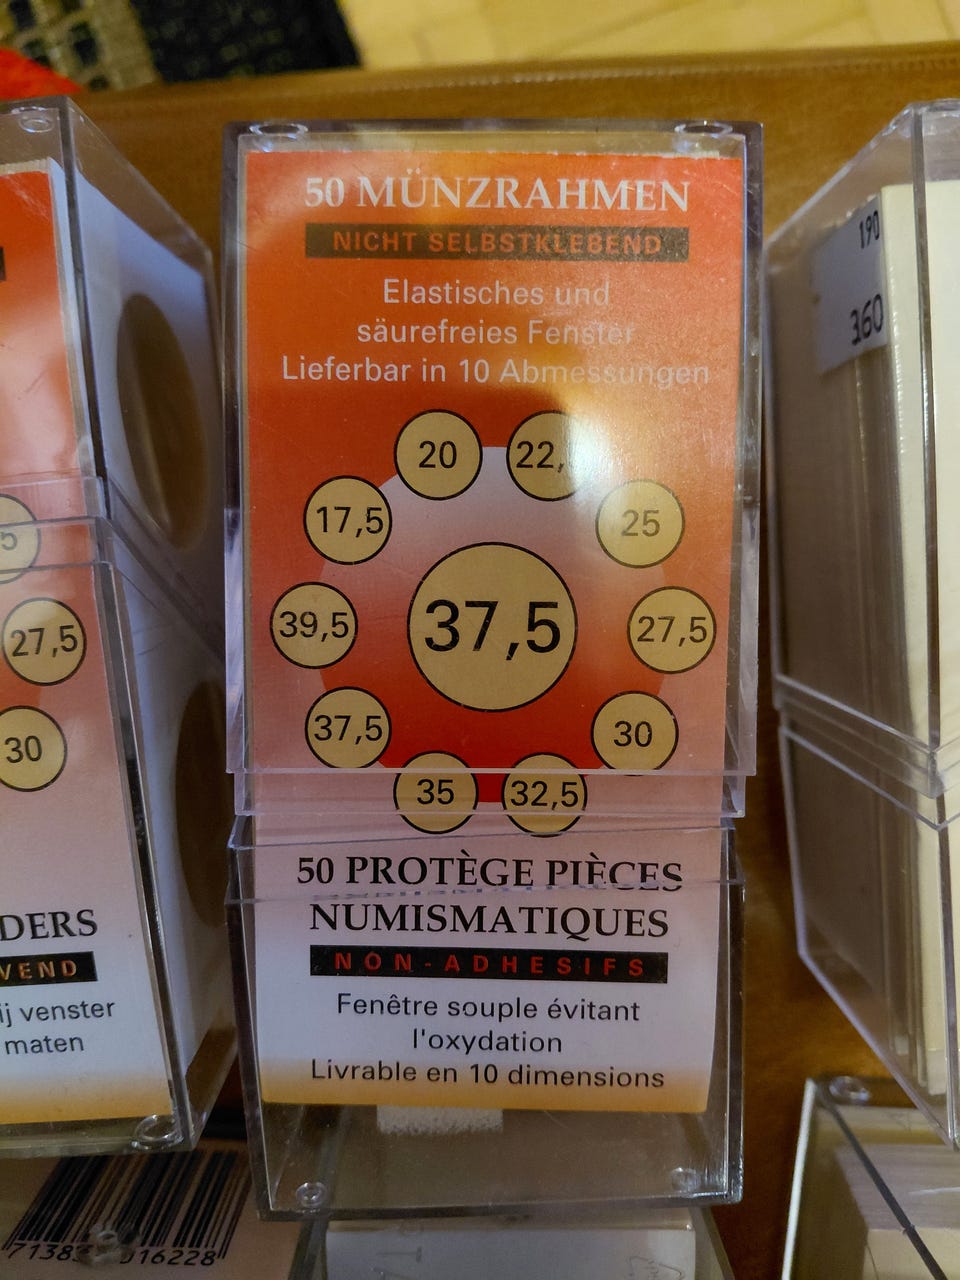 50 MÜNZRAHMEN
NICHT SELBSTKLEBEND
Elastisches und
säurefreies Fenster
Lieferbar in 10 Abmessungen
20
22,
17,5
25
39,5
37,5
27,5
37,5
30
35
32,5
50 PROTÈGE PIÈCES
NUMISMATIQUES
NON-ADHESIFS
Fenêtre souple évitant
l'oxydation
Livrable en 10 dimensions
5
27,5
30
DERS
VEND
ij venster
maten
190
360